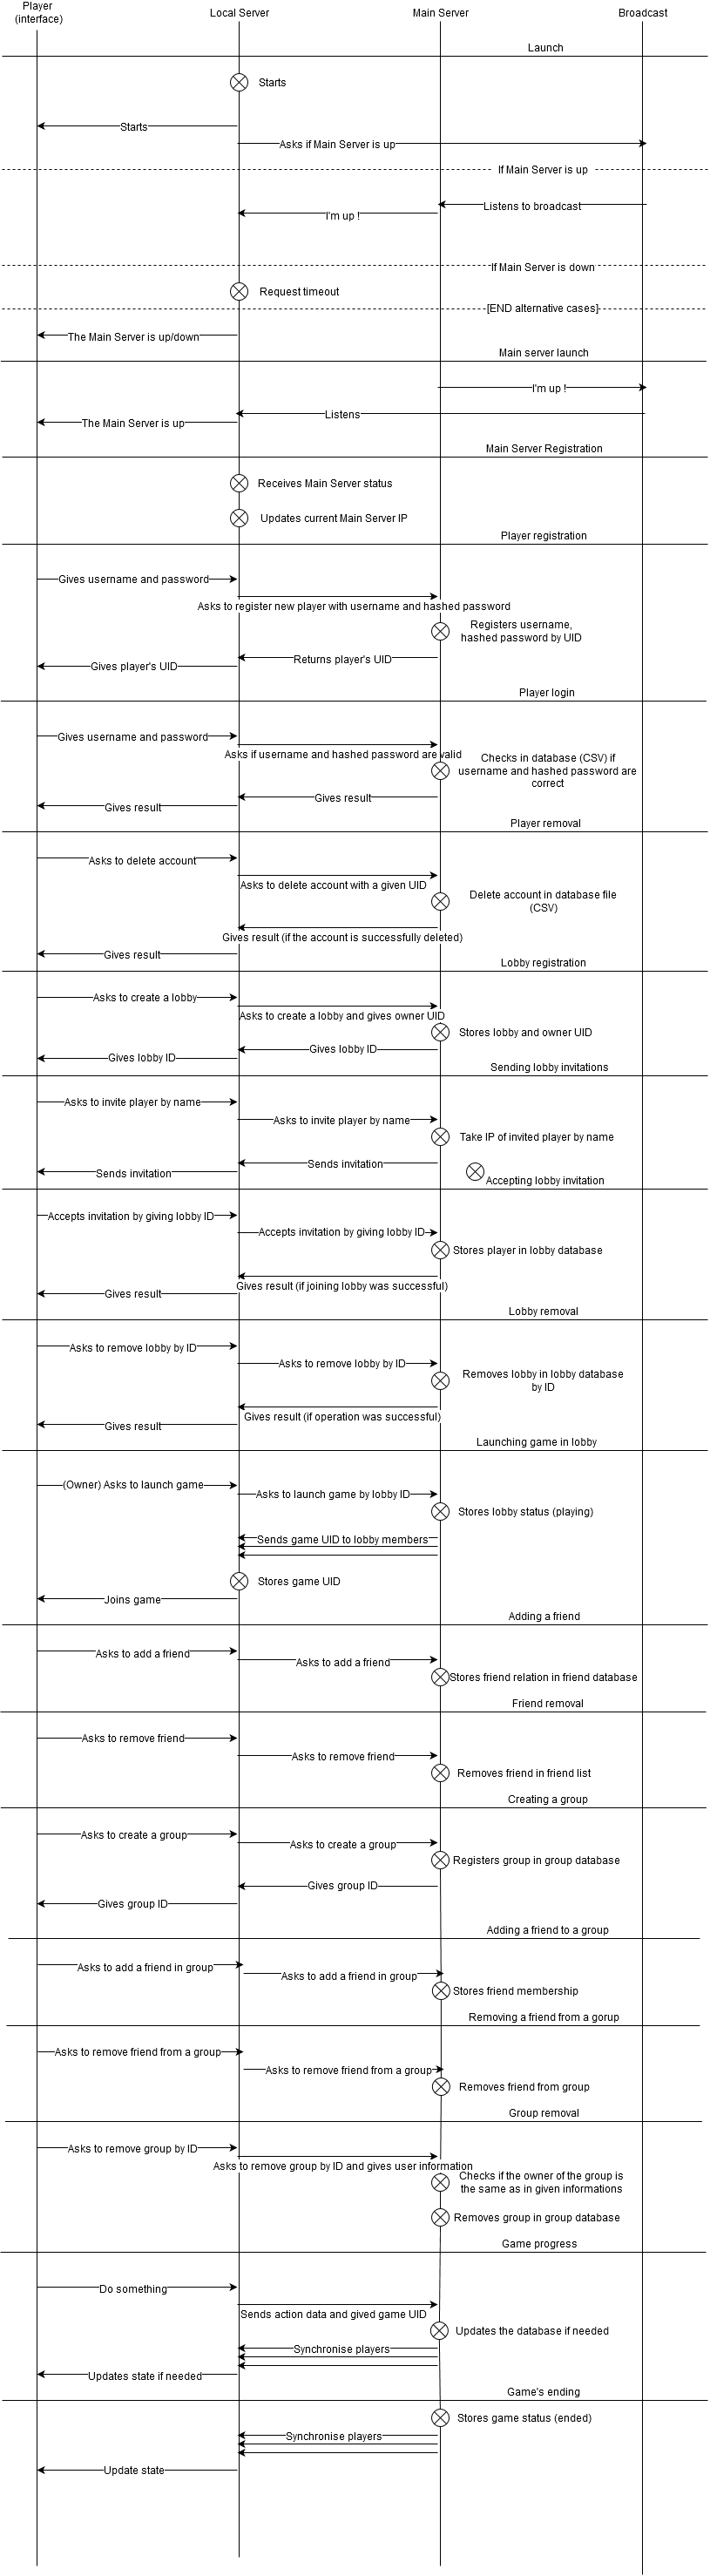 Player
(interface)
Local Server
Main Server
Broadcast
Launch
Starts
Starts
Asks if Main Server is up
If Main Server is up
Listens to broadcast
I'm up !
If Main Server is down
Request timeout
[END alternative cases]
The Main Server is up/down
Main server launch
I'm up !
Listens
The Main Server is up
Main Server Registration
Receives Main Server status
Updates current Main Server IP
Player registration
Gives username and password
Asks to register new player with username and hashed password
Registers username,
hashed password by UID
Returns player's UID
Gives player's UID
Player login
Gives username and password
Asks if username and hashed password are valid
Checks in database (CSV) if
username and hashed password are
correct
Gives result
Gives result
Player removal
Asks to delete account
Asks to delete account with a given UID
Delete account in database file
(CSV)
Gives result (if the account is successfully deleted)
Gives result
Lobby registration
Asks to create a lobby
Asks to create a lobby and gives owner UID
Stores lobby and owner UID
Gives lobby ID
Gives lobby ID
Sending lobby invitations
Asks to invite player by name
Asks to invite player by name
Take IP of invited player by name
Sends invitation
Sends invitation
Accepting lobby invitation
Accepts invitation by giving lobby ID
Accepts invitation by giving lobby ID
Stores player in lobby database
Gives result (if joining lobby was successful)
Gives result
Lobby removal
Asks to remove lobby by ID
Asks to remove lobby by ID
Removes lobby in lobby database
by ID
Gives result (if operation was successful)
Gives result
Launching game in lobby
(Owner) Asks to launch game
Asks to launch game by lobby ID
Stores lobby status (playing)
Sends game UID to lobby members
Stores game UID
Joins game
Adding a friend
Asks to add a friend
Asks to add a friend
Stores friend relation in friend database
Friend removal
Asks to remove friend
Asks to remove friend
Removes friend in friend list
Creating a group
Asks to create a group
Asks to create a group
Registers group in group database
Gives group ID
Gives group ID
Adding a friend to a group
Asks to add a friend in group
Asks to add a friend in group
Stores friend membership
Removing a friend from a gorup
Asks to remove friend from a group
Asks to remove friend from a group
Removes friend from group
Group removal
Asks to remove group by ID
Asks to remove group by ID and gives user information
Checks if the owner of the group is
the same as in given informations
Removes group in group database
Game progress
Do something
Sends action data and gived game UID
Updates the database if needed
Synchronise players
Updates state if needed
Game's ending
Stores game status (ended)
Synchronise players
Update state